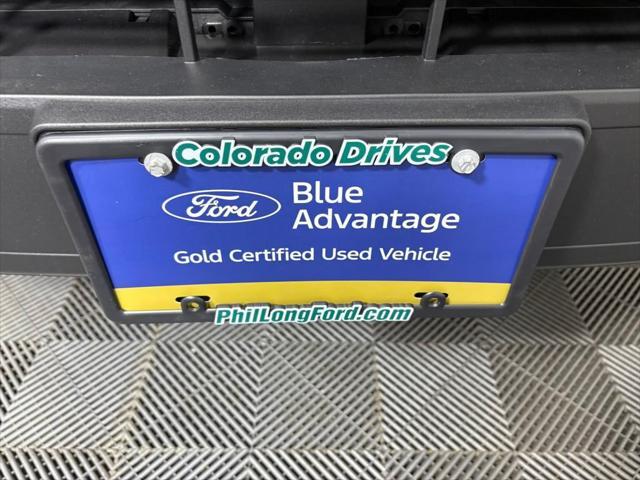 Colorado Drives
Ford
Blue
Advantage
Gold Certified Used Vehicle
PhilLongFord.com